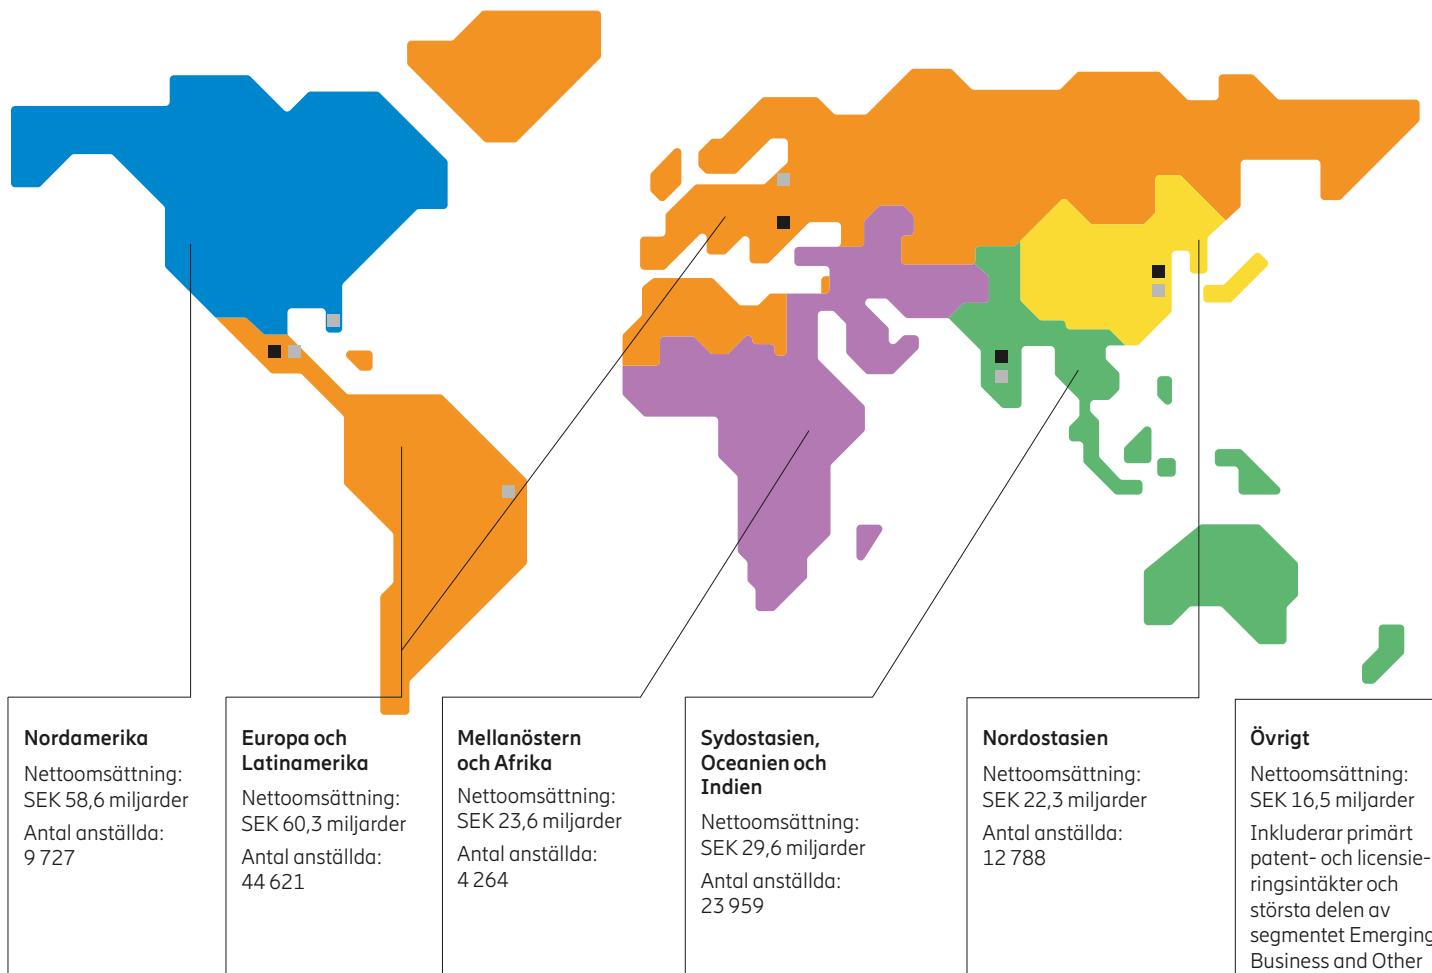 Nordamerika
Nettoomsättning:
SEK 58,6 miljarder
Antal anställda:
9 727
Europa och
Latinamerika
Nettoomsättning:
SEK 60,3 miljarder
Antal anställda:
44 621
Mellanöstern
och Afrika
Nettoomsättning:
SEK 23,6 miljarder
Antal anställda:
4 264
Sydostasien,
Oceanien och
Indien
Nettoomsättning:
SEK 29,6 miljarder
Antal anställda:
23 959
Nordostasien
Nettoomsättning:
SEK 22,3 miljarder
Antal anställda:
12 788
Övrigt
Nettoomsättning:
SEK 16,5 miljarder
Inkluderar primärt
patent- och licensie-
ringsintäkter och
största delen av
segmentet Emerging
Business and Other